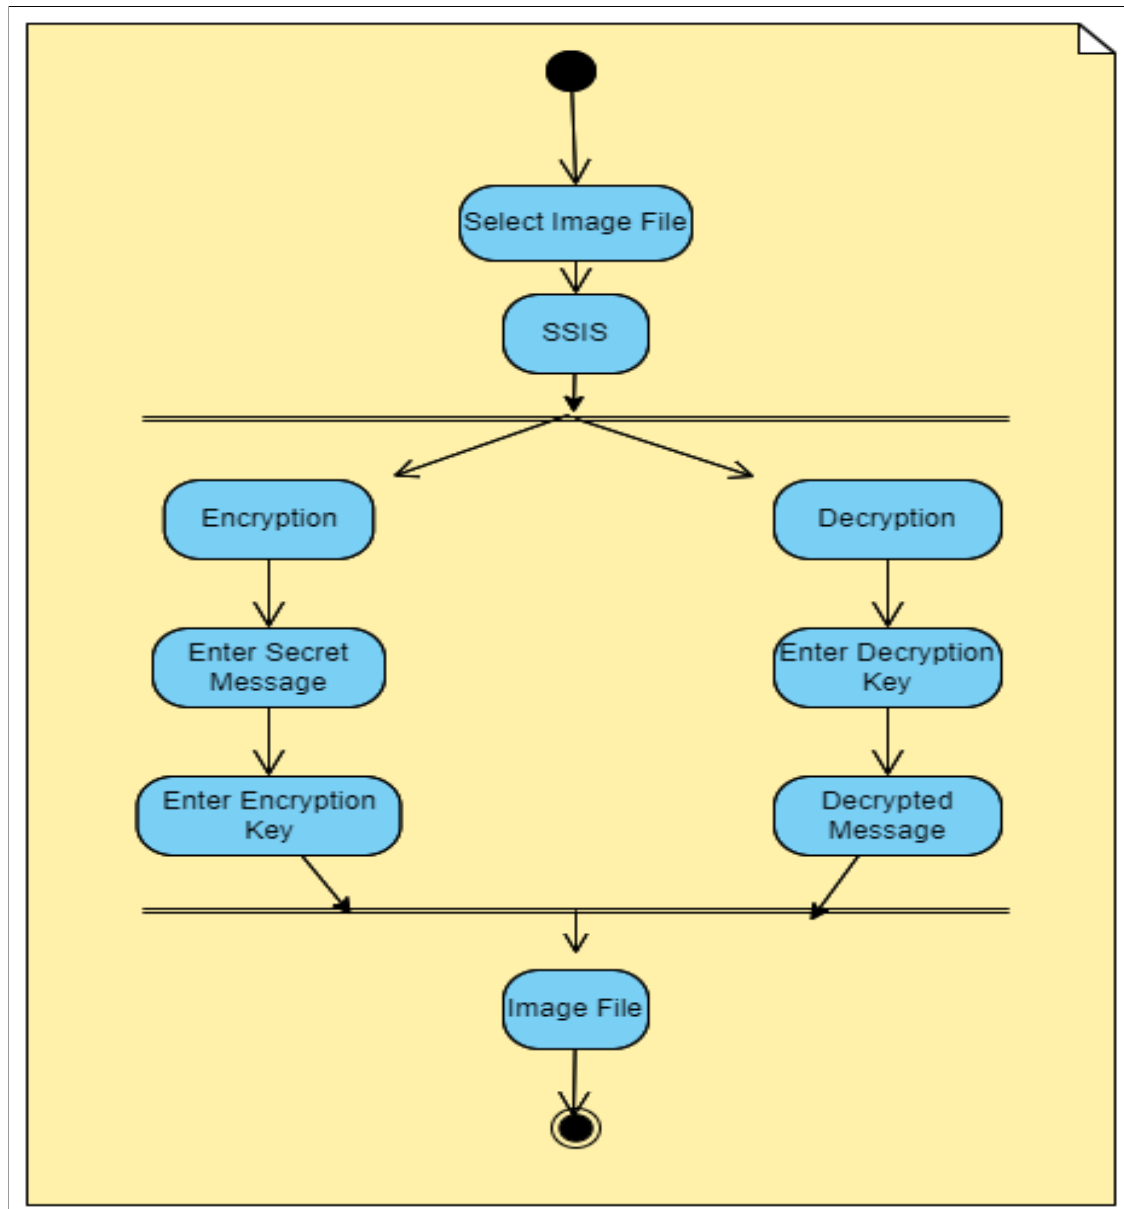 Select Image File
SSIS
Encryption
Decryption
Enter Secret
Message
Enter Decryption
Key
Enter Encryption
Key
Decrypted
Message
Image File